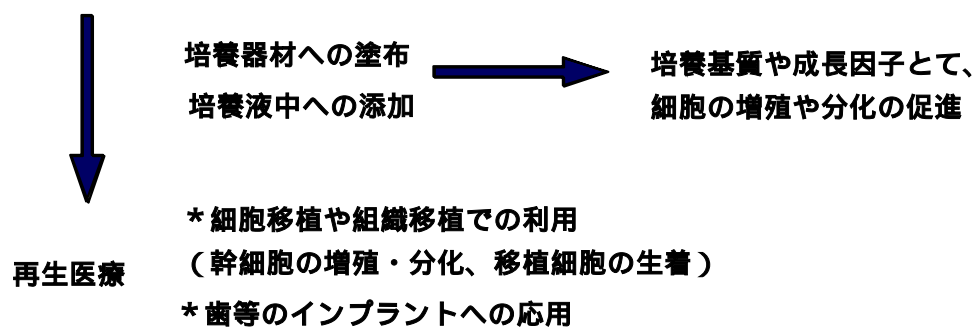 培養器材への塗布
培養液中への添加
培養基質や成長因子とて、
細胞の増殖や分化の促進
*細胞移植や組織移植での利用
(幹細胞の増殖・分化、移植細胞の生着)
再生医療
*歯等のインプラントへの応用